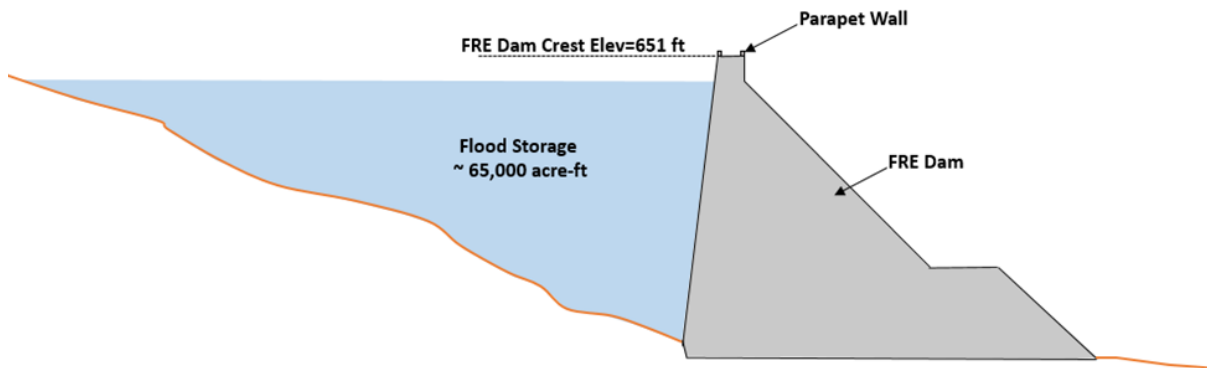 Parapet Wall
FRE Dam Crest Elev=651 ft
Flood Storage
~ 65,000 acre-ft
FRE Dam